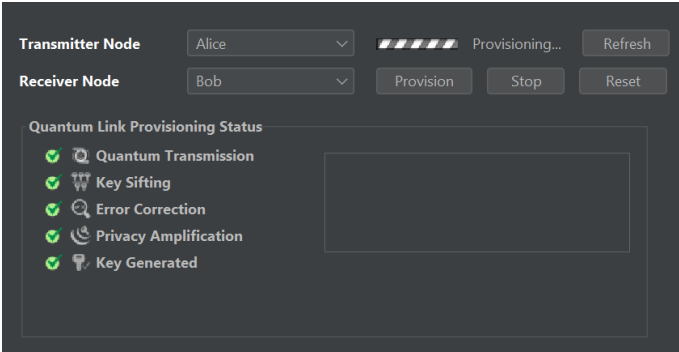 Transmitter Node Alice Provisioning... Refresh
Receiver Node Bob Provision Stop Reset
Quantum Link Provisioning Status
Quantum Transmission
Key Sifting
Error Correction
Privacy Amplification
Key Generated